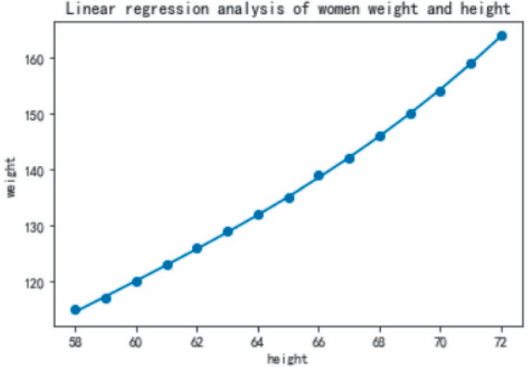 Linear regression analysis of women weight and height
160
150
140
130
120
weight
58 60 62 64 66 68 70 72
height